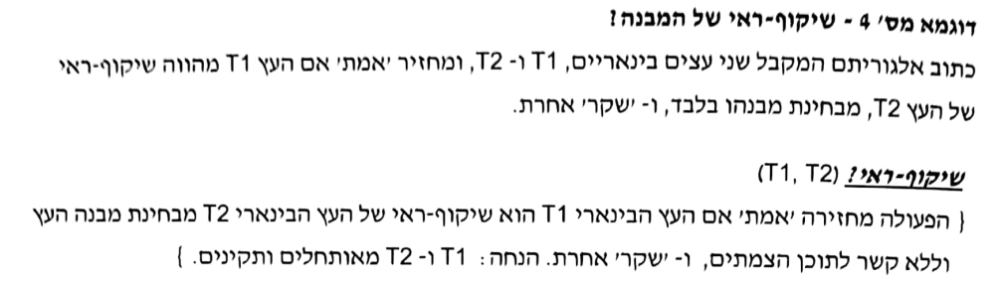 דוגמא מס' 4 - שיקוף-ראי של המבנה?
כתוב אלגוריתם המקבל שני עצים בינאריים, T1 ו- T2, ומחזיר 'אמת' אם העץ T1 מהווה שיקוף-ראי
של העץ T2, מבחינת מבנהו בלבד, ו- 'שקר' אחרת.
שיקוף-ראי? (T1, T2)
{ הפעולה מחזירה 'אמת' אם העץ הבינארי T1 הוא שיקוף-ראי של העץ הבינארי T2 מבחינת מבנה העץ
וללא קשר לתוכן הצמתים, ו- 'שקר' אחרת. הנחה: T1 ו- T2 מאותחלים ותקינים. }